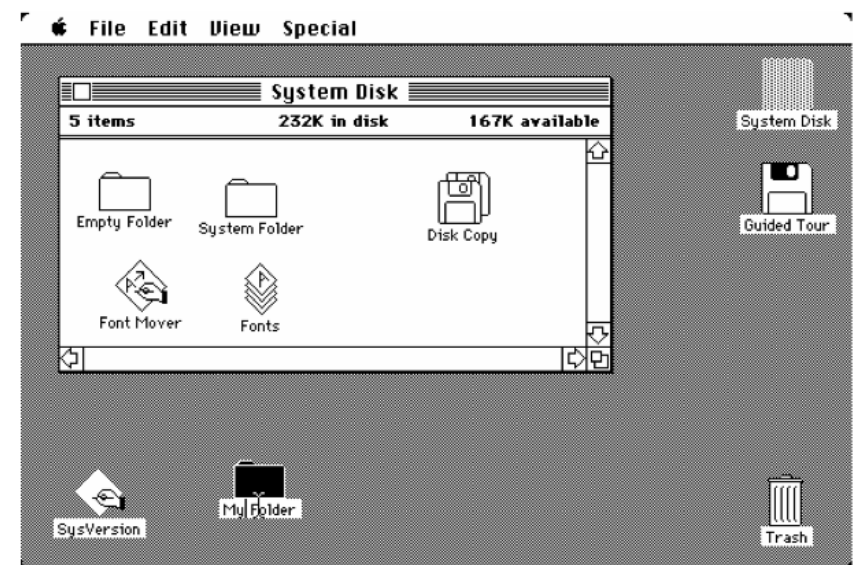 File Edit View Special
System Disk
5 items 232K in disk 167K available
Empty Folder
System Folder
Disk Copy
Font Mover
Fonts
System Disk
Guided Tour
SysVersion
My Folder
Trash